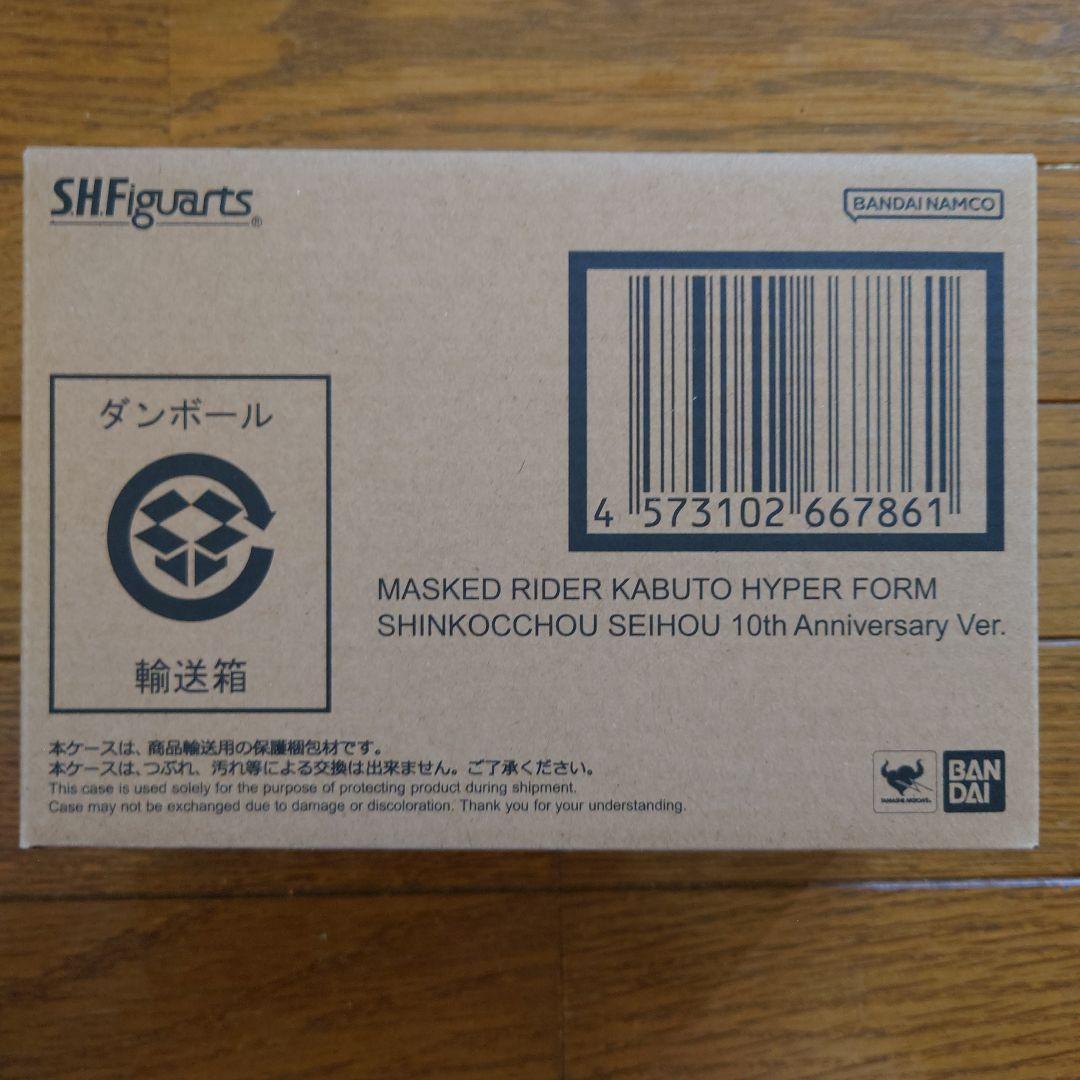 S.H.Figuarts®
BANDAI NAMCO
4 573102 667861
ダンボール
輸送箱
MASKED RIDER KABUTO HYPER FORM
SHINKOCCHOU SEIHOU 10th Anniversary Ver.
本ケースは、商品輸送用の保護梱包材です。
本ケースは、つぶれ、汚れ等による交換は出来ません。ご了承ください。
This case is used solely for the purpose of protecting product during shipment.
Case may not be exchanged due to damage or discoloration. Thank you for your understanding.
TAMASHII NATIONS
BAN
DAI